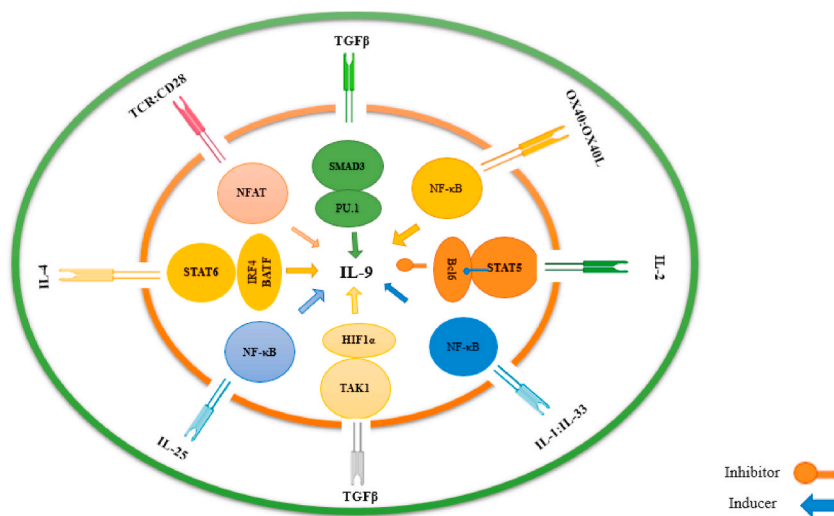 TGFβ
TCR:CD28
OX40:OX40L
SMAD3
NFAT
NF-κB
PU.1
IL-4
STAT6
IRF4
BATF
IL-9
Bcl6
STAT5
IL-2
NF-κB
HIF1α
NF-κB
TAK1
IL-25
IL-1:IL-33
TGFβ
Inhibitor
Inducer